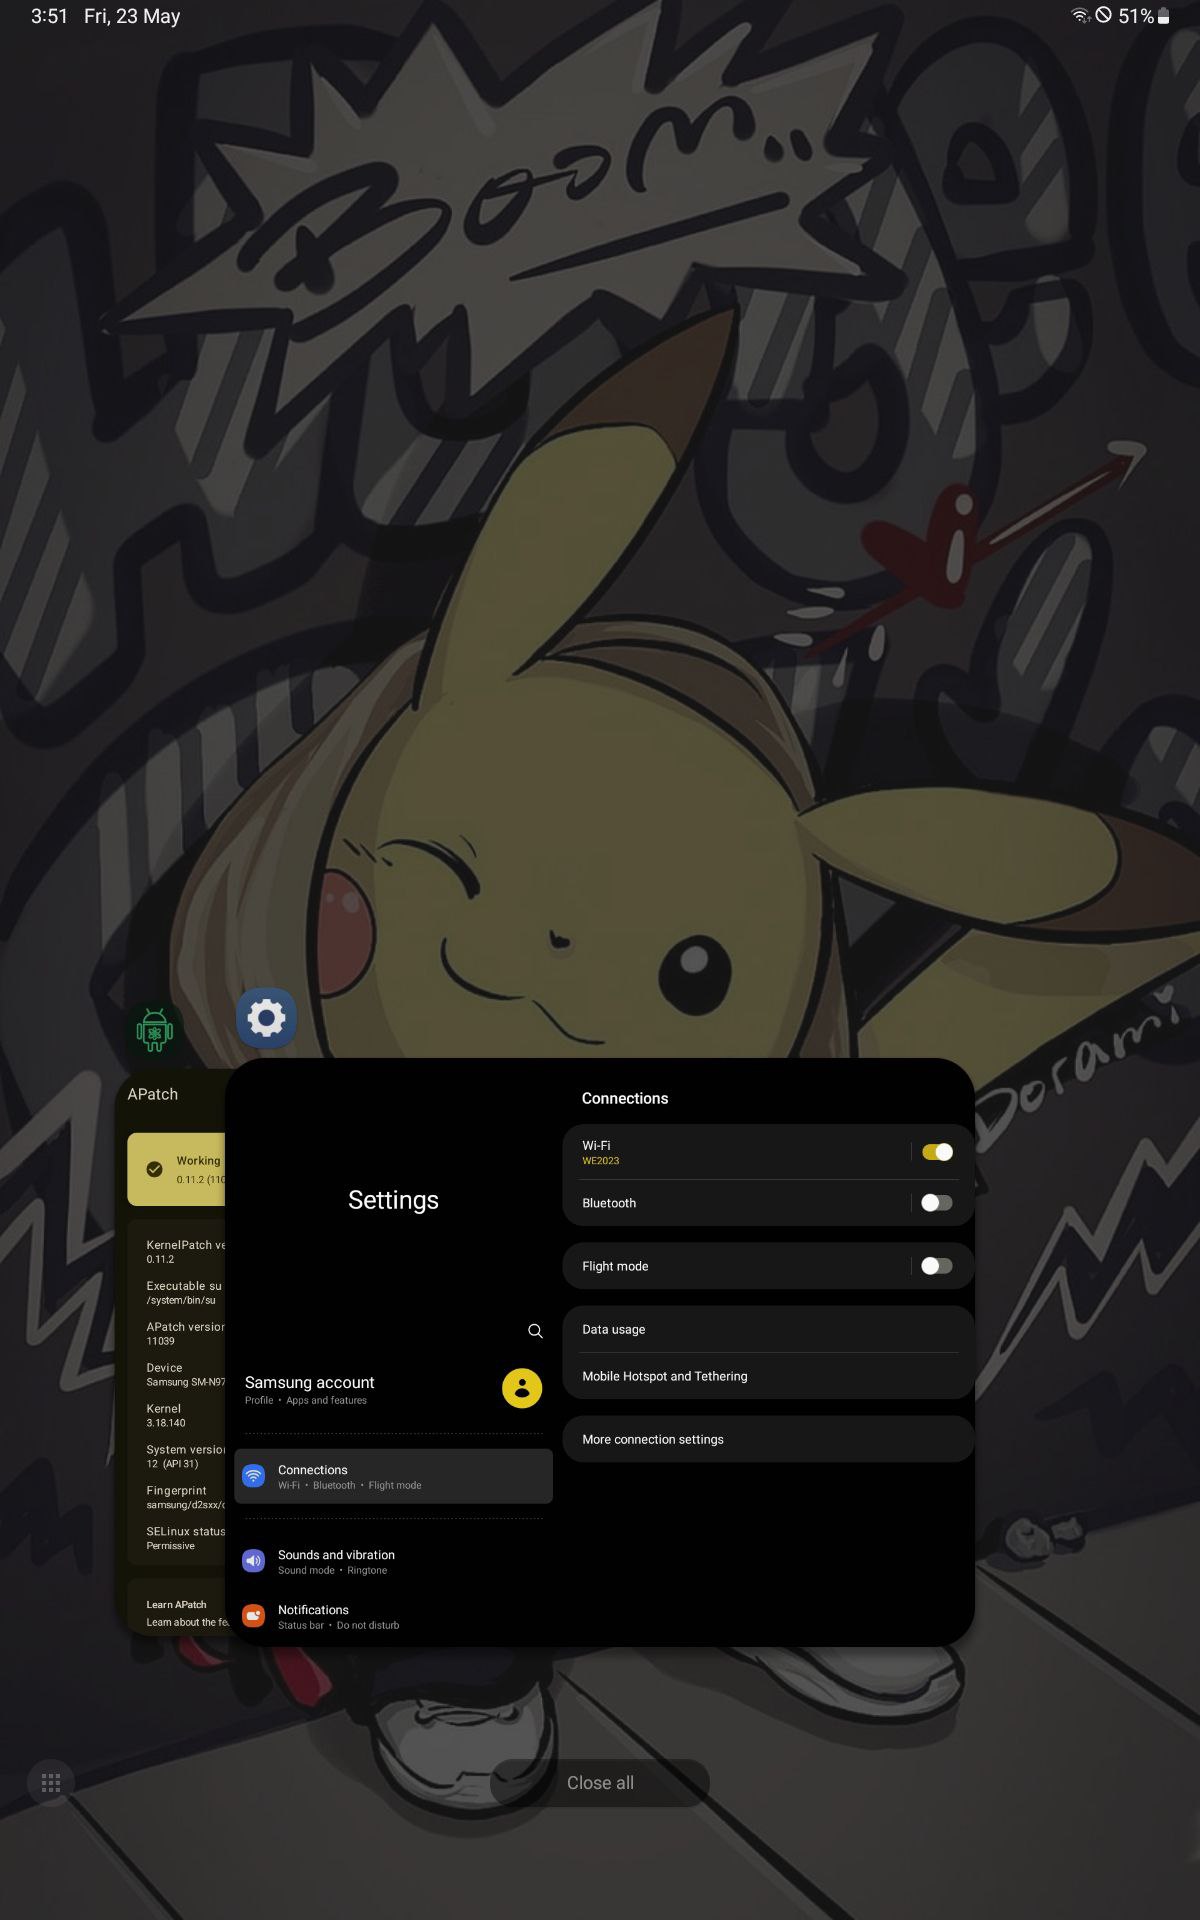 3:51 Fri, 23 May
51%
Boom..
Dorami
APatch
Working
0.11.2 (110
KernelPatch ve
0.11.2
Executable su
/system/bin/su
APatch version
11039
Device
Samsung SM-N97
Kernel
3.18.140
System version
12 (API 31)
Fingerprint
samsung/d2sxx/
SELinux status
Permissive
Learn APatch
Learn about the fe
Settings
Samsung account
Profile • Apps and features
Connections
Wi-Fi • Bluetooth • Flight mode
Sounds and vibration
Sound mode • Ringtone
Notifications
Status bar • Do not disturb
Connections
Wi-Fi
WE2023
Bluetooth
Flight mode
Data usage
Mobile Hotspot and Tethering
More connection settings
Close all